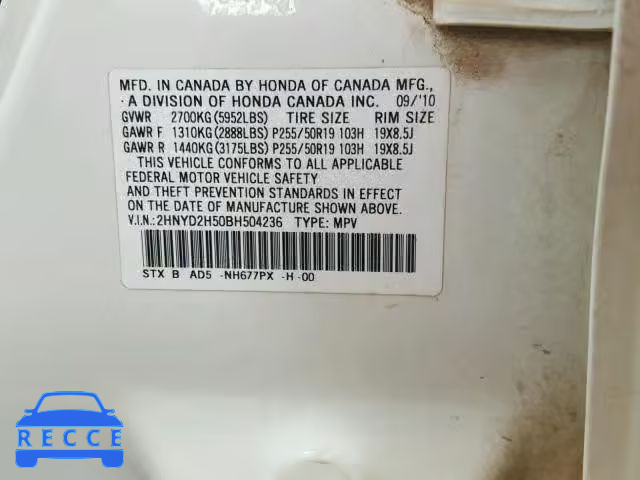 MFD. IN CANADA BY HONDA OF CANADA MFG.,
A DIVISION OF HONDA CANADA INC. 09/'10
GVWR 2700KG(5952LBS) TIRE SIZE RIM SIZE
GAWR F 1310KG(2888LBS) P255/50R19 103H 19X8.5J
GAWR R 1440KG(3175LBS) P255/50R19 103H 19X8.5J
THIS VEHICLE CONFORMS TO ALL APPLICABLE
FEDERAL MOTOR VEHICLE SAFETY
AND THEFT PREVENTION STANDARDS IN EFFECT
ON THE DATE OF MANUFACTURE SHOWN ABOVE.
V.I.N.:2HNYD2H50BH504236 TYPE: MPV
STX B AD5 -NH677PX -H -00
RECCE